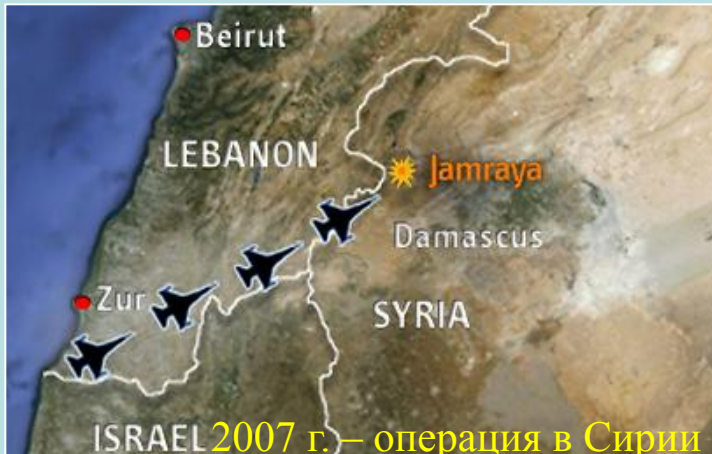 Beirut
LEBANON
Jamraya
Damascus
Zur
SYRIA
ISRAEL
2007 г. – операция в Сирии